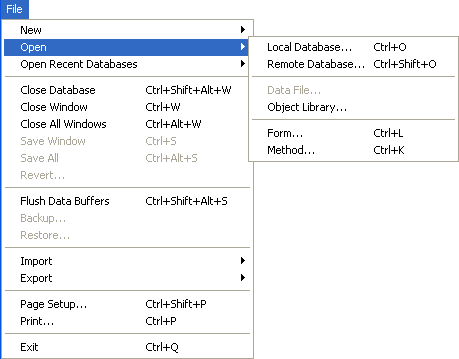 File
New
Open
Open Recent Databases
Close Database Ctrl+Shift+Alt+W
Close Window Ctrl+W
Close All Windows Ctrl+Alt+W
Save Window Ctrl+S
Save All Ctrl+Alt+S
Revert...
Flush Data Buffers Ctrl+Shift+Alt+S
Backup...
Restore...
Import
Export
Page Setup... Ctrl+Shift+P
Print... Ctrl+P
Exit Ctrl+Q
Local Database... Ctrl+O
Remote Database... Ctrl+Shift+O
Data File...
Object Library...
Form... Ctrl+L
Method... Ctrl+K